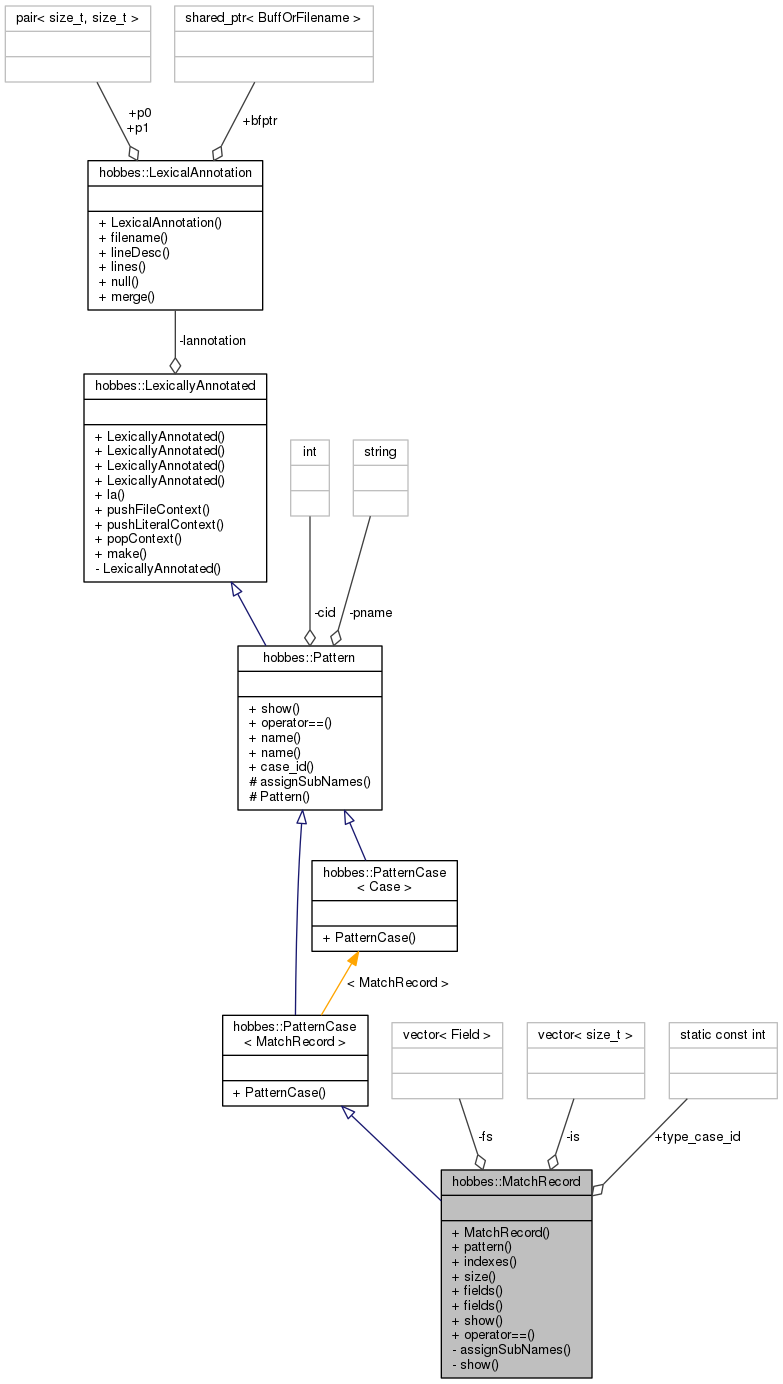 pair< size_t, size_t >
shared_ptr< BuffOrFilename >
+p0
+p1
+bfptr
hobbes::LexicalAnnotation
+ LexicalAnnotation()
+ filename()
+ lineDesc()
+ lines()
+ null()
+ merge()
-lannotation
hobbes::LexicallyAnnotated
+ LexicallyAnnotated()
+ LexicallyAnnotated()
+ LexicallyAnnotated()
+ LexicallyAnnotated()
+ la()
+ pushFileContext()
+ pushLiteralContext()
+ popContext()
+ make()
- LexicallyAnnotated()
int
string
-cid
-pname
hobbes::Pattern
+ show()
+ operator==()
+ name()
+ name()
+ case_id()
# assignSubNames()
# Pattern()
hobbes::PatternCase
< Case >
+ PatternCase()
< MatchRecord >
hobbes::PatternCase
< MatchRecord >
+ PatternCase()
vector< Field >
vector< size_t >
static const int
-fs
-is
+type_case_id
hobbes::MatchRecord
+ MatchRecord()
+ pattern()
+ indexes()
+ size()
+ fields()
+ fields()
+ show()
+ operator==()
- assignSubNames()
- show()